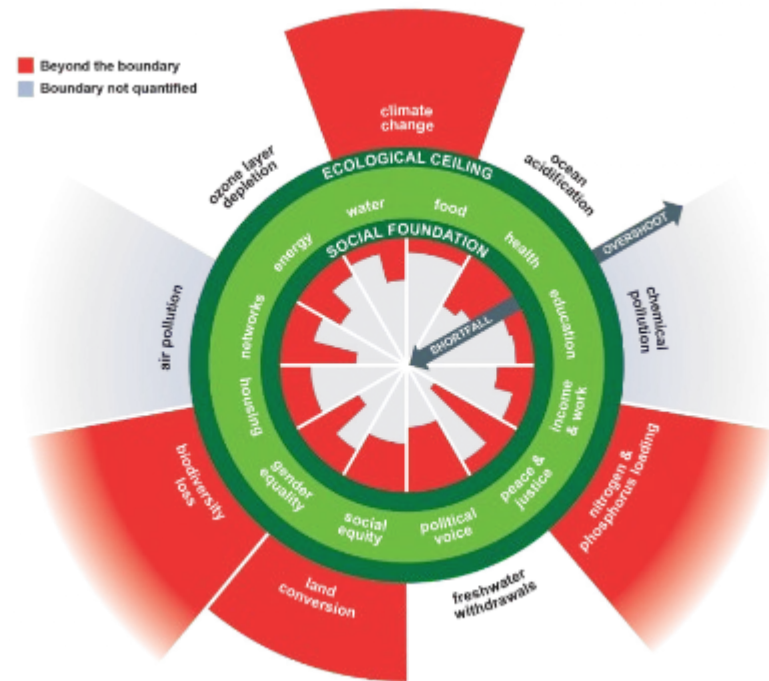 Beyond the boundary
Boundary not quantified
climate
change
ozone layer
depletion
ocean
acidification
ECOLOGICAL CEILING
water
food
energy
health
SOCIAL FOUNDATION
OVERSHOOT
air pollution
networks
education
chemical
pollution
SHORTFALL
housing
income
& work
biodiversity
loss
gender
equality
social
equity
political
voice
peace &
justice
nitrogen &
phosphorus loading
land
conversion
freshwater
withdrawals